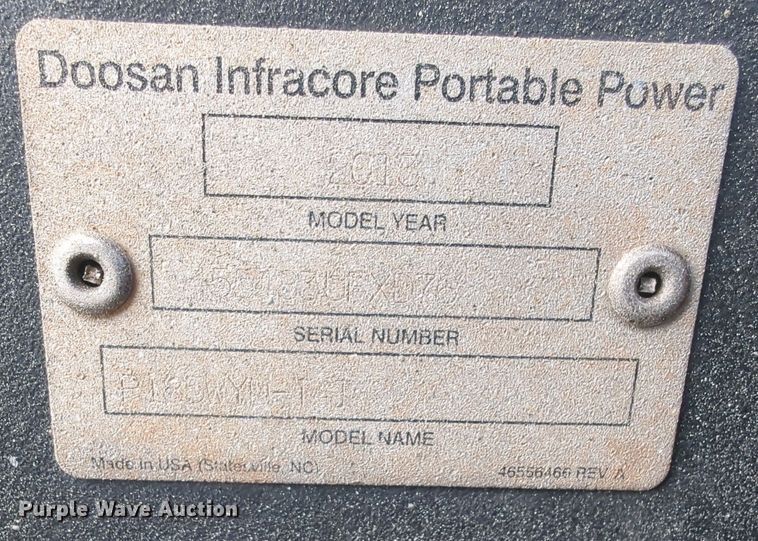 Doosan Infracore Portable Power
2013
MODEL YEAR
SERIAL NUMBER
MODEL NAME
Made in USA (Statesville, NC)
46556466 REV A
Purple Wave Auction